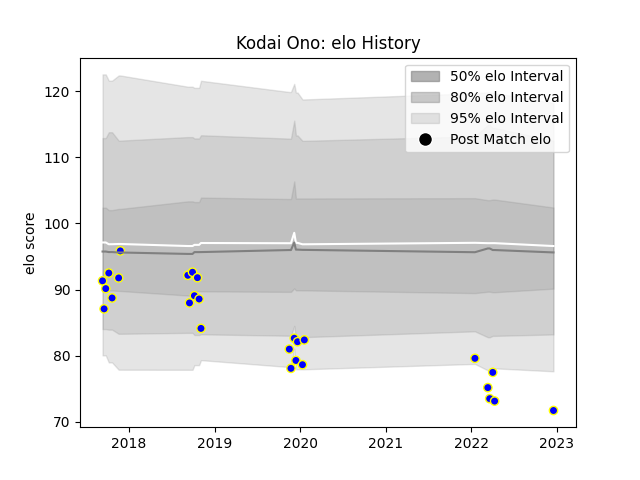 Kodai Ono: elo History
50% elo Interval
80% elo Interval
95% elo Interval
Post Match elo
elo score
120
110
100
90
80
70
2018 2019 2020 2021 2022 2023